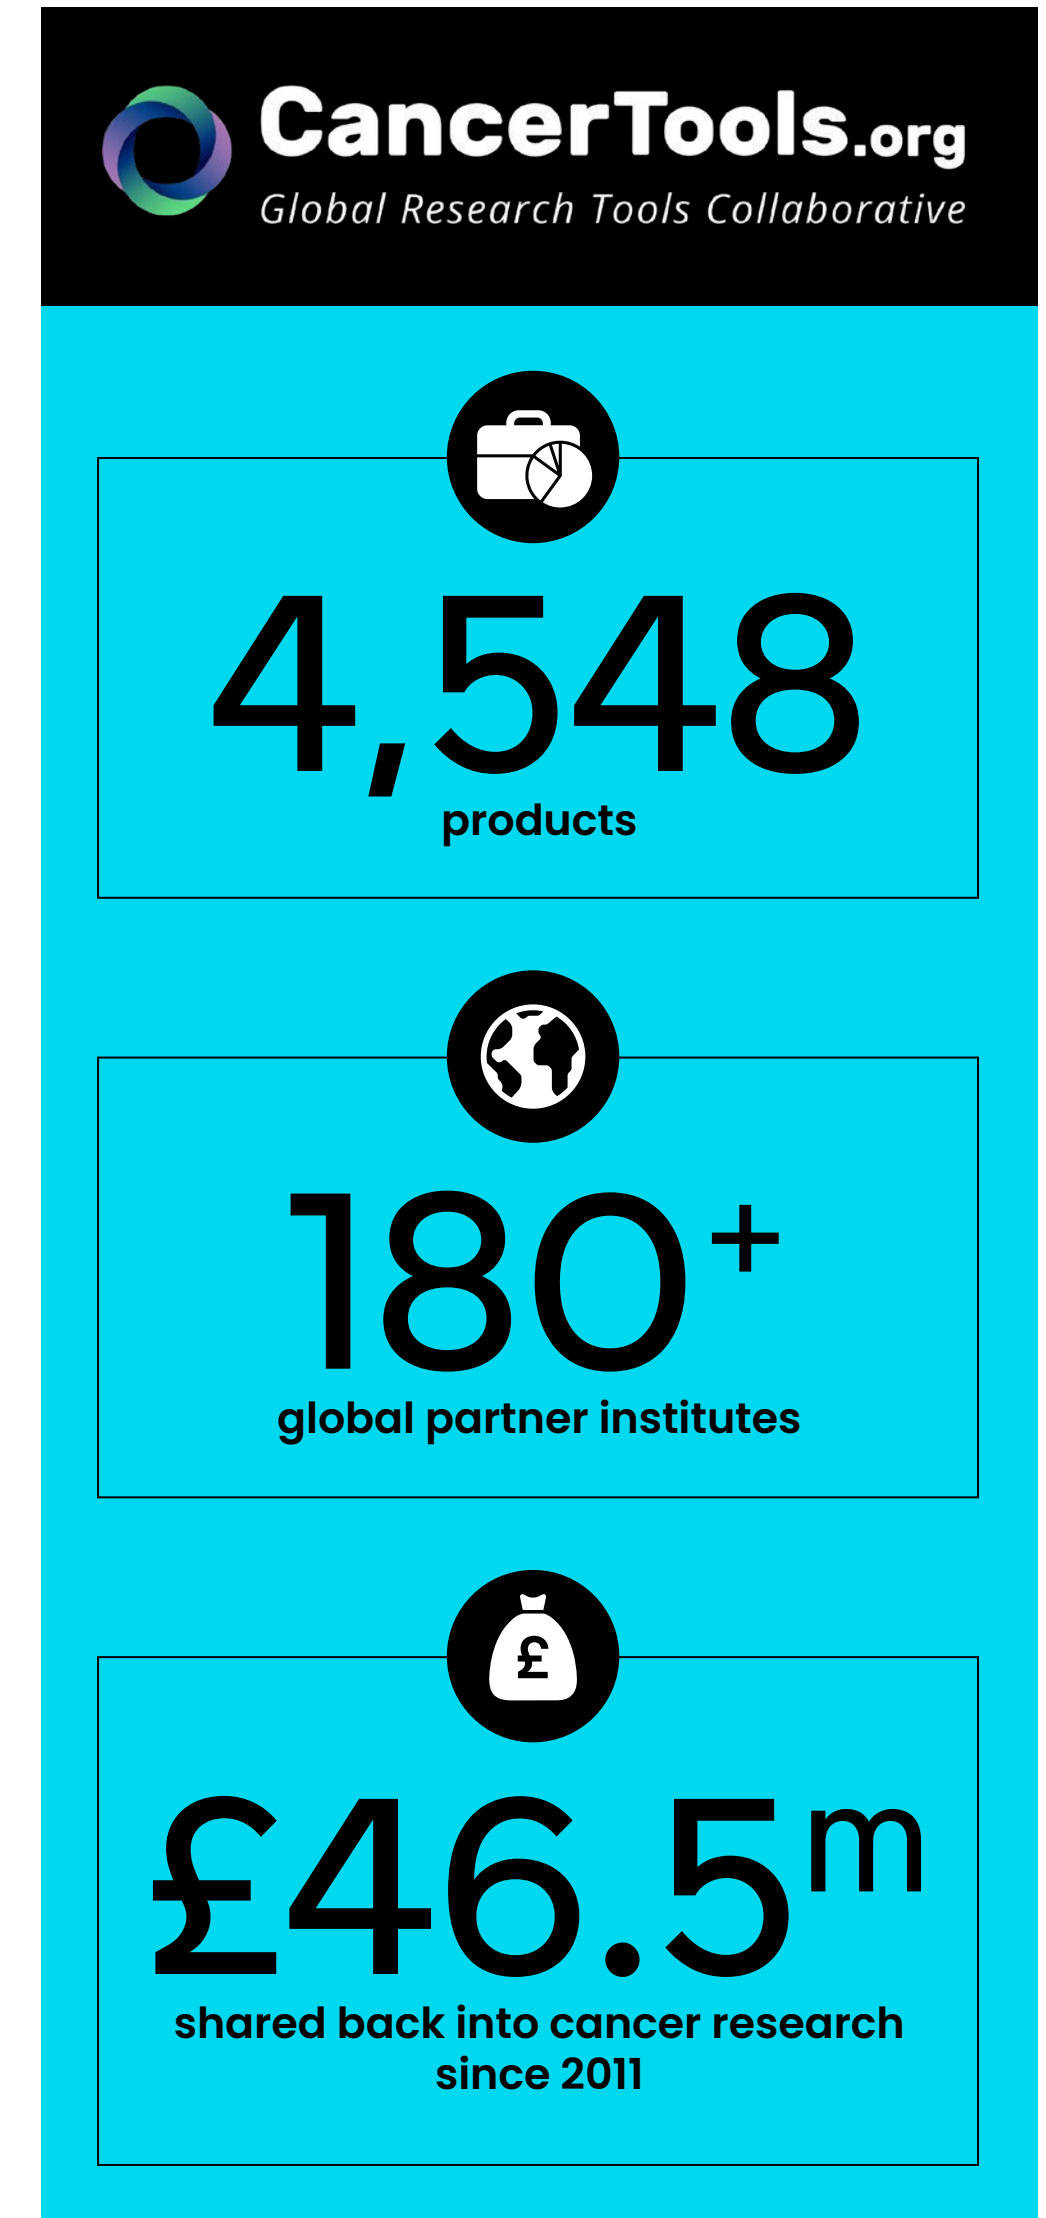 CancerTools.org
Global Research Tools Collaborative
4,548
products
180+
global partner institutes
£
£46.5m
shared back into cancer research
since 2011